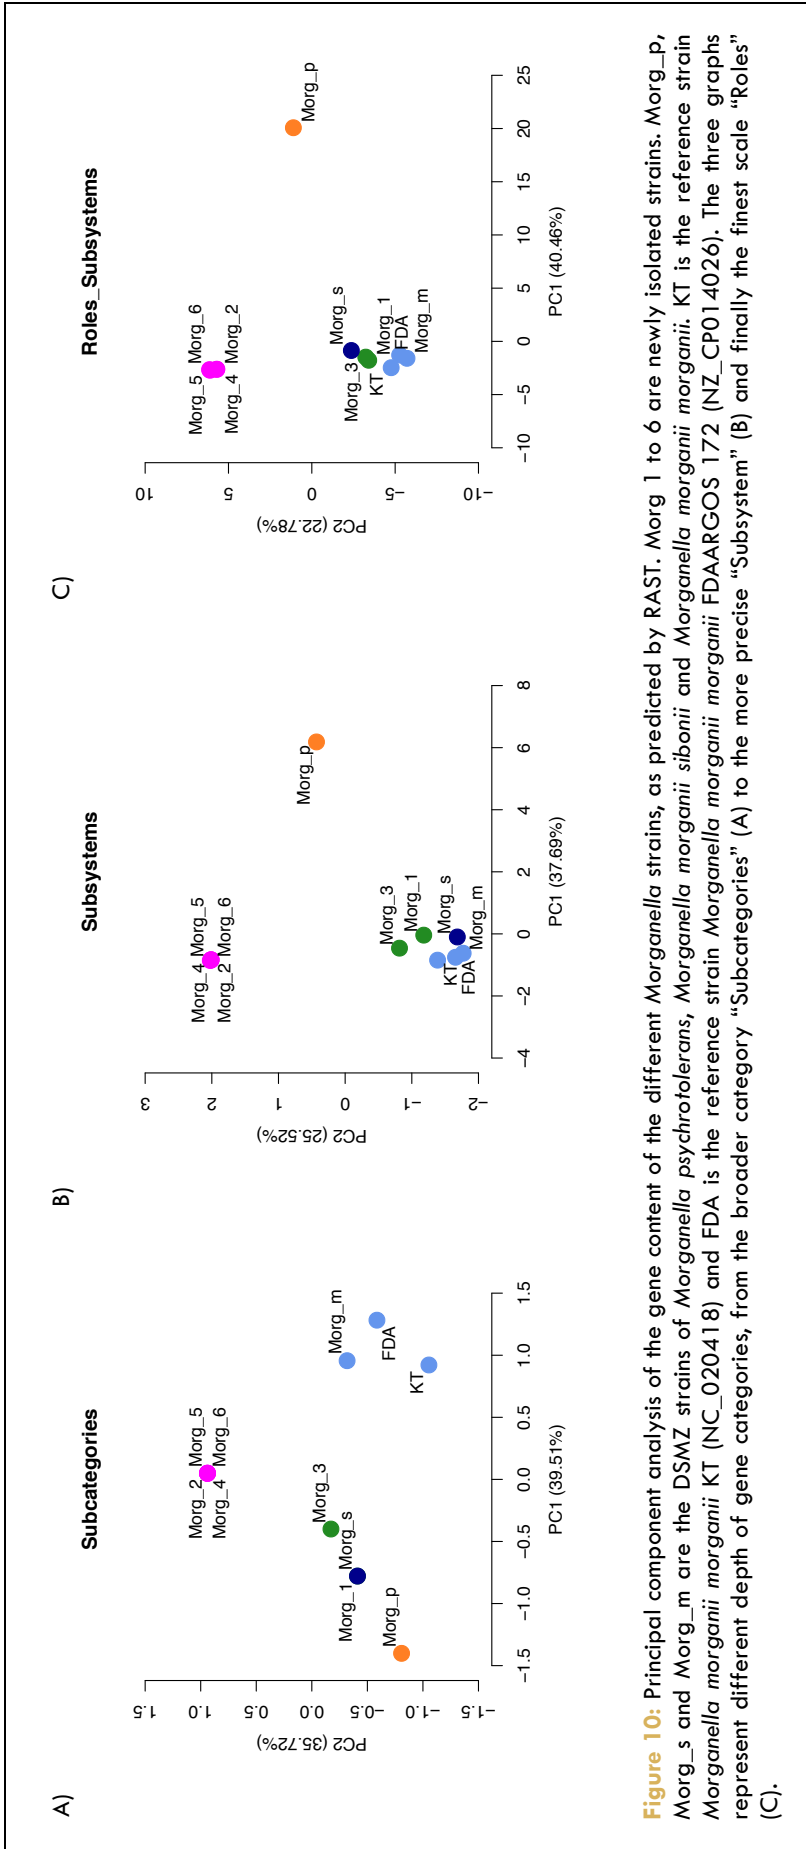 A)
Subcategories
PC2 (35.72%)
1.5
1.0
0.5
0.0
−0.5
−1.0
−1.5
Morg_2 Morg_5
Morg_4 Morg_6
Morg_3
Morg_1 Morg_s
Morg_p
Morg_m
FDA
KT
−1.5 −1.0 −0.5 0.0 0.5 1.0 1.5
PC1 (39.51%)
B)
Subsystems
PC2 (25.52%)
3
2
1
0
−1
−2
Morg_4 Morg_5
Morg_2 Morg_6
Morg_p
Morg_3
Morg_1
Morg_s
KT
FDA
Morg_m
−4 −2 0 2 4 6 8
PC1 (37.69%)
C)
Roles_Subsystems
PC2 (22.78%)
10
5
0
−5
−10
Morg_5 Morg_6
Morg_4 Morg_2
Morg_p
Morg_s
Morg_3
Morg_1
KT
FDA
Morg_m
−10 −5 0 5 10 15 20 25
PC1 (40.46%)
Figure 10: Principal component analysis of the gene content of the different Morganella strains, as predicted by RAST. Morg 1 to 6 are newly isolated strains. Morg_p,
Morg_s and Morg_m are the DSMZ strains of Morganella psychrotolerans, Morganella morganii sibonii and Morganella morganii morganii. KT is the reference strain
Morganella morganii morganii KT (NC_020418) and FDA is the reference strain Morganella morganii morganii FDAARGOS 172 (NZ_CP014026). The three graphs
represent different depth of gene categories, from the broader category “Subcategories” (A) to the more precise “Subsystem” (B) and finally the finest scale “Roles”
(C).